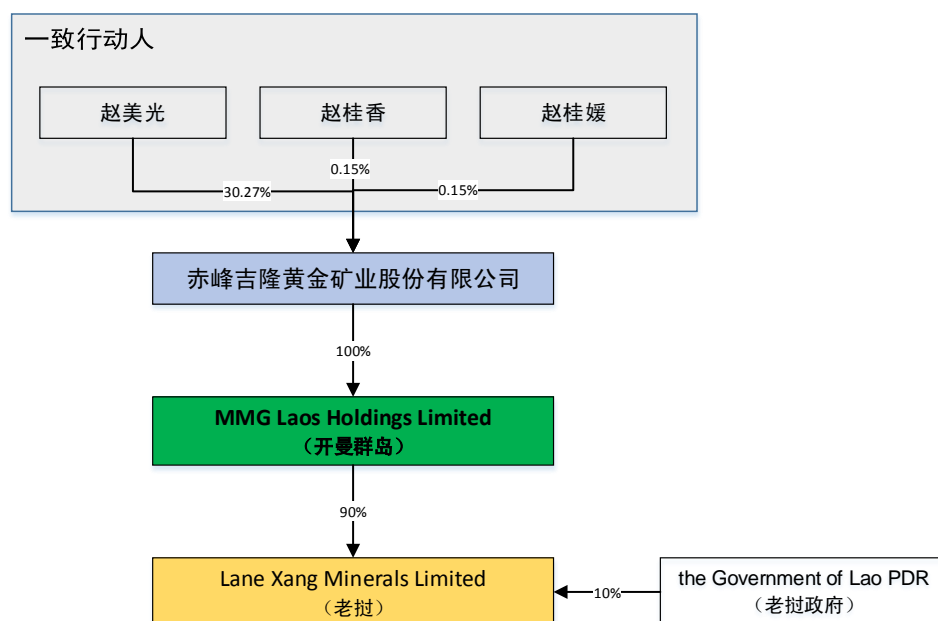 一致行动人
赵美光
赵桂香
赵桂媛
0.15%
30.27%
0.15%
赤峰吉隆黄金矿业股份有限公司
100%
MMG Laos Holdings Limited
（开曼群岛）
90%
Lane Xang Minerals Limited
（老挝）
10%
the Government of Lao PDR
（老挝政府）